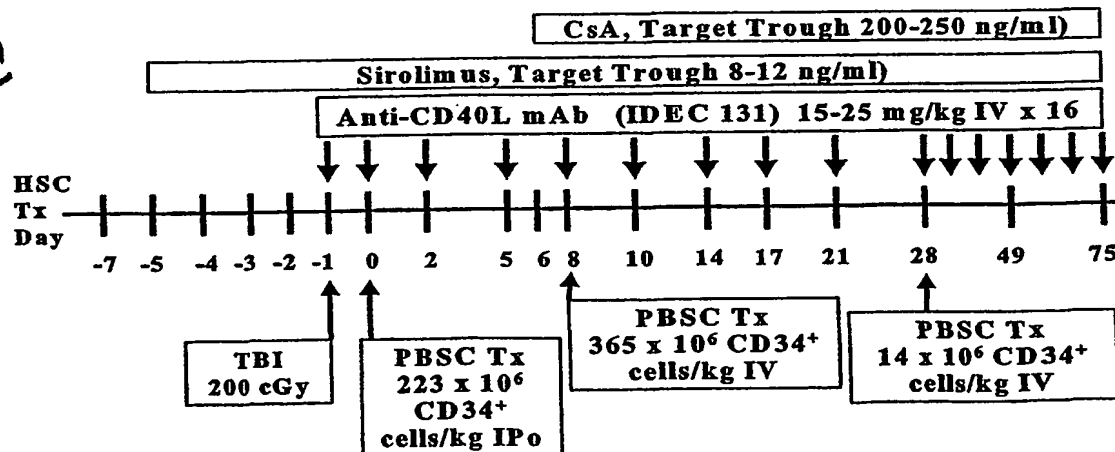 CsA, Target Trough 200-250 ng/ml)
Sirolimus, Target Trough 8-12 ng/ml)
Anti-CD40L mAb (IDEC 131) 15-25 mg/kg IV x 16
HSC
Tx
Day
-7 -5 -4 -3 -2 -1 0 2 5 6 8 10 14 17 21 28 49 75
TBI
200 cGy
PBSC Tx
223 x 10⁶
CD34⁺
cells/kg IPo
PBSC Tx
365 x 10⁶ CD34⁺
cells/kg IV
PBSC Tx
14 x 10⁶ CD34⁺
cells/kg IV